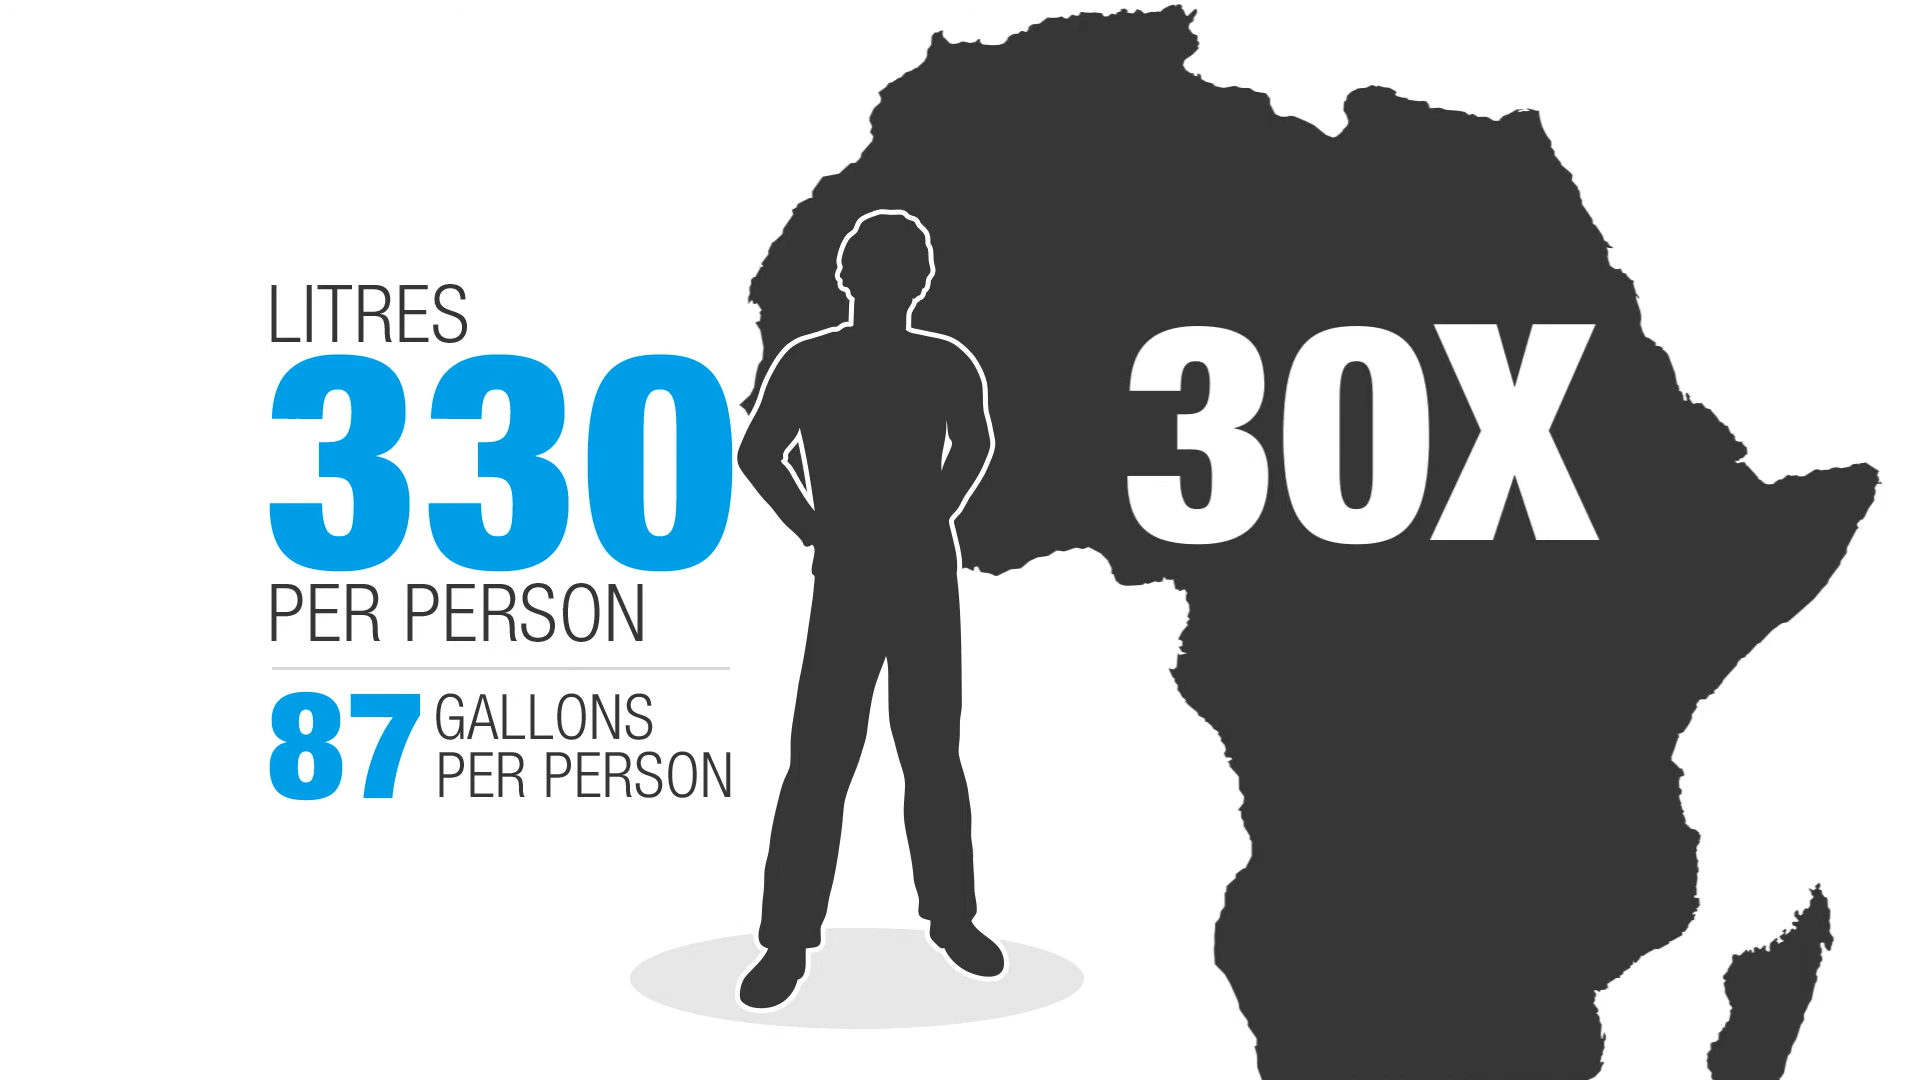 LITRES
330
PER PERSON
87 GALLONS
PER PERSON
30X